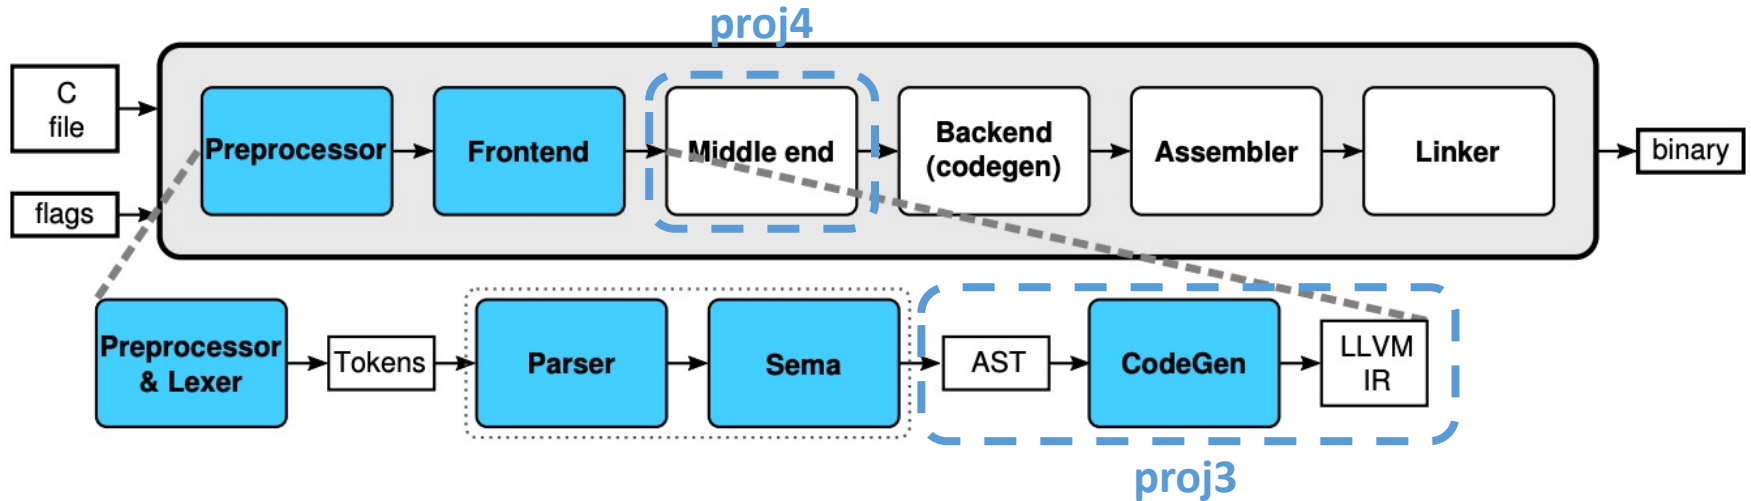 proj4
C
file
flags
Preprocessor
Frontend
Middle end
Backend
(codegen)
Assembler
Linker
binary
Preprocessor
& Lexer
Tokens
Parser
Sema
AST
CodeGen
LLVM
IR
proj3